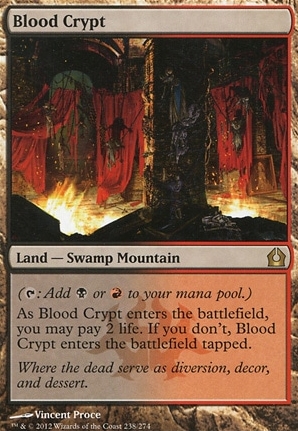 Blood Crypt
Land — Swamp Mountain
(: Add or to your mana pool.)
As Blood Crypt enters the battlefield,
you may pay 2 life. If you don't, Blood
Crypt enters the battlefield tapped.
Where the dead serve as diversion, decor,
and dessert.
Vincent Proce
™ & © 2012 Wizards of the Coast 238/274